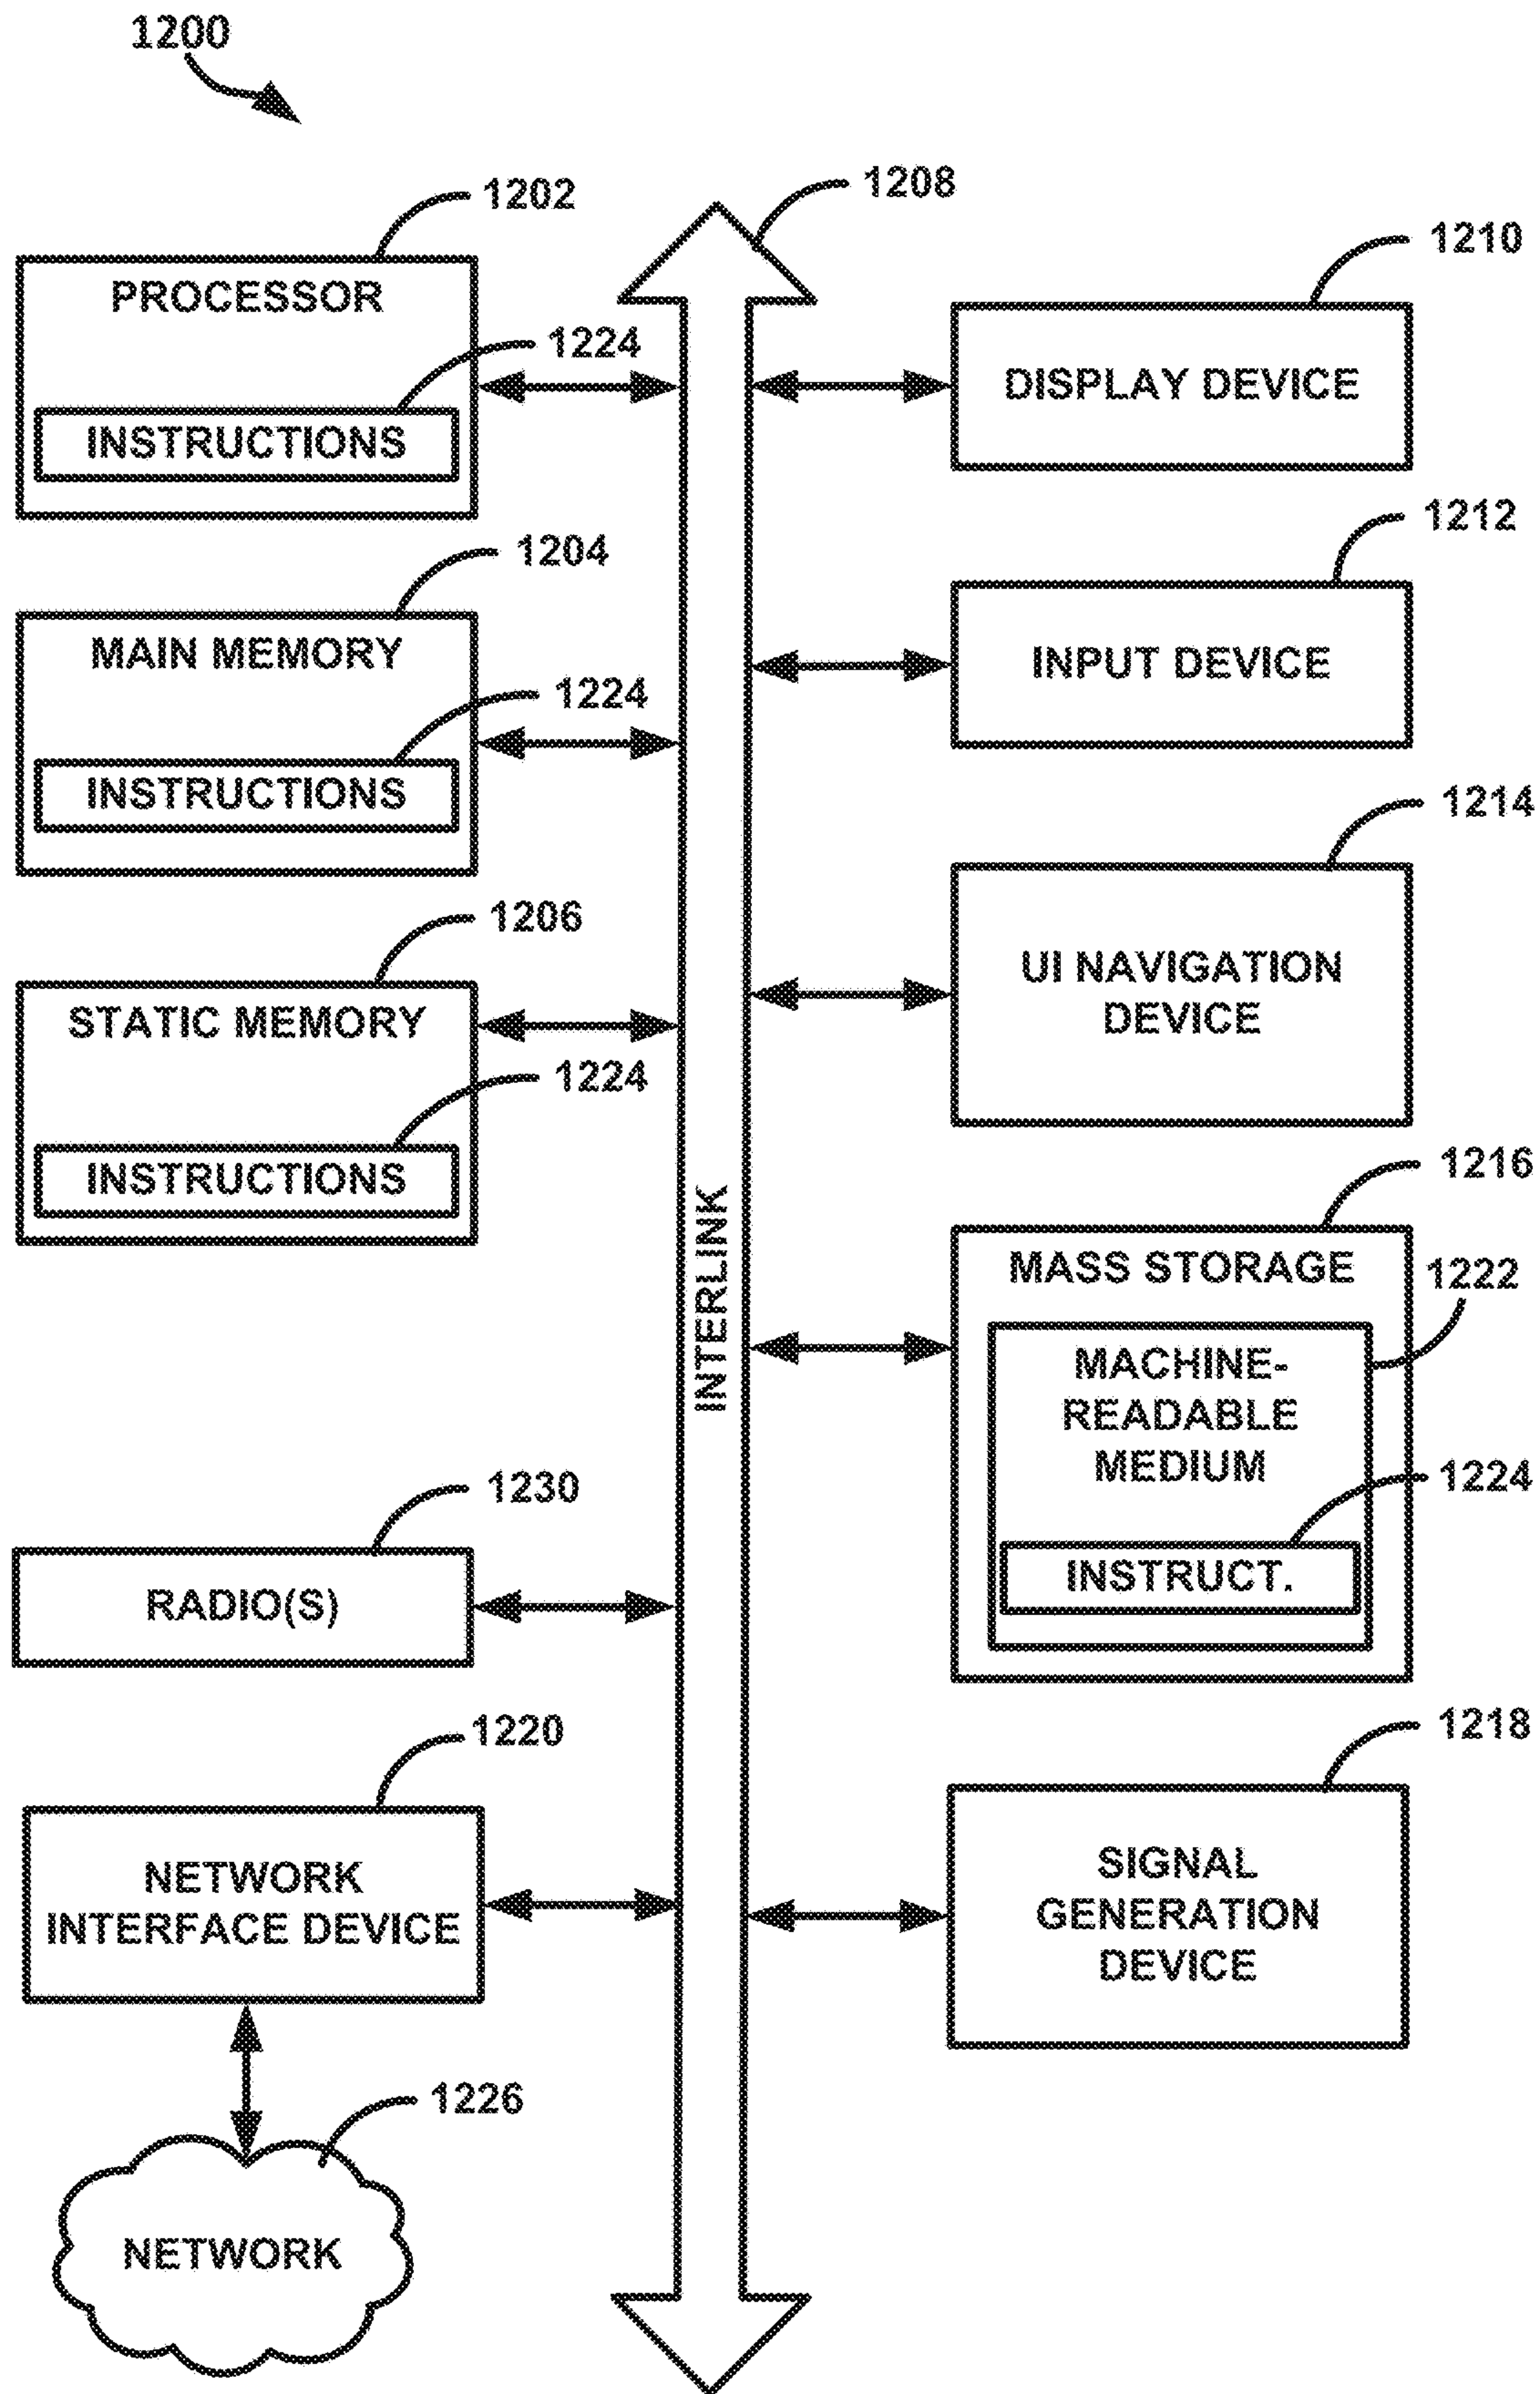 1200
1202
PROCESSOR
1224
INSTRUCTIONS
1204
MAIN MEMORY
1224
INSTRUCTIONS
1206
STATIC MEMORY
1224
INSTRUCTIONS
1230
RADIO(S)
1220
NETWORK
INTERFACE DEVICE
1226
NETWORK
1208
INTERLINK
1210
DISPLAY DEVICE
1212
INPUT DEVICE
1214
UI NAVIGATION
DEVICE
1216
MASS STORAGE
1222
MACHINE-
READABLE
MEDIUM
1224
INSTRUCT.
1218
SIGNAL
GENERATION
DEVICE